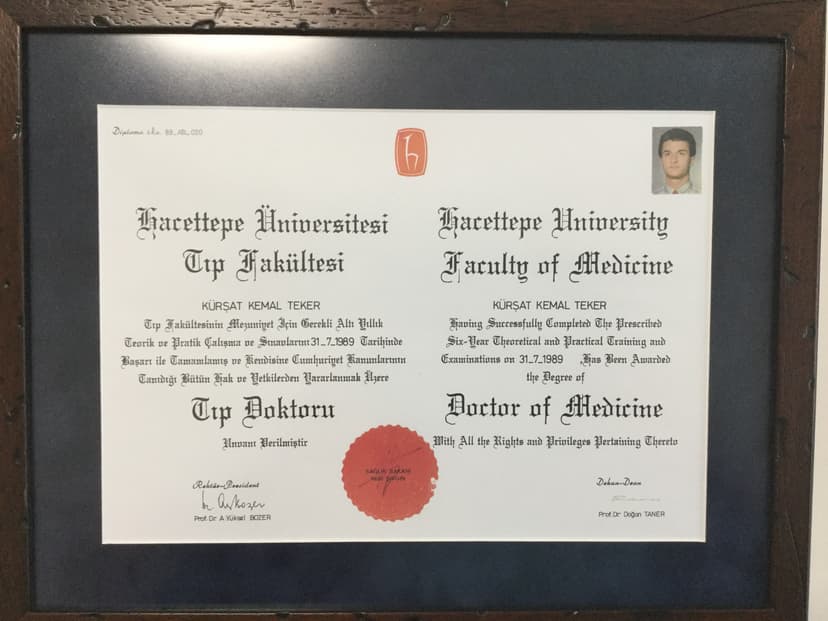 Diploma No. 89_ASL_020
Hacettepe Üniversitesi
Tıp Fakültesi
KÜRŞAT KEMAL TEKER
Tıp Fakültesinin Mezuniyet İçin Gerekli Altı Yıllık
Teorik ve Pratik Çalışma ve Sınavlarını 31_7_1989 Tarihinde
Başarı ile Tamamlamış ve Kendisine Cumhuriyet Kanunlarının
Tanıdığı Bütün Hak ve Yetkilerden Yararlanmak Üzere
Tıp Doktoru
Unvanı Verilmiştir
Rektör-President
Prof.Dr A.Yüksel BOZER
Hacettepe University
Faculty of Medicine
KÜRŞAT KEMAL TEKER
Having Successfully Completed The Prescribed
Six-Year Theoretical and Practical Training and
Examinations on 31_7_1989 ,Has Been Awarded
the Degree of
Doctor of Medicine
With All the Rights and Privileges Pertaining Thereto
Dekan-Dean
Prof.Dr Doğan TANER